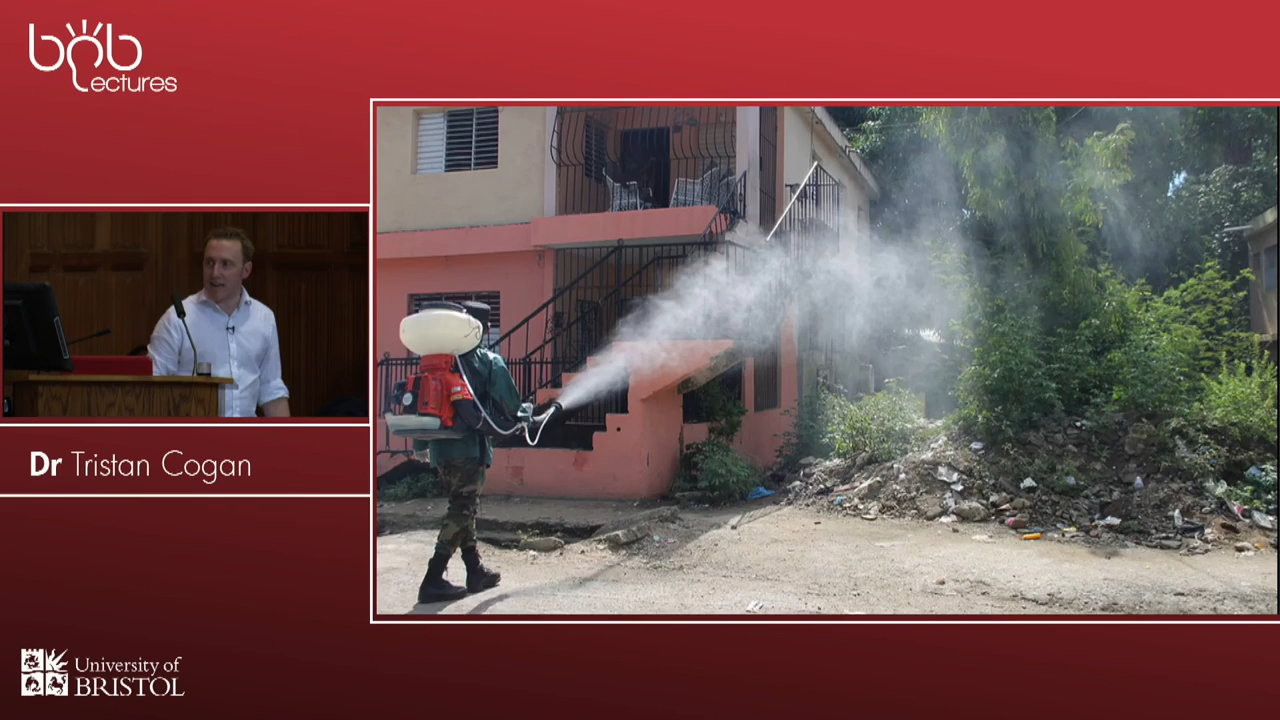 bob
Lectures
Dr Tristan Cogan
University of
BRISTOL